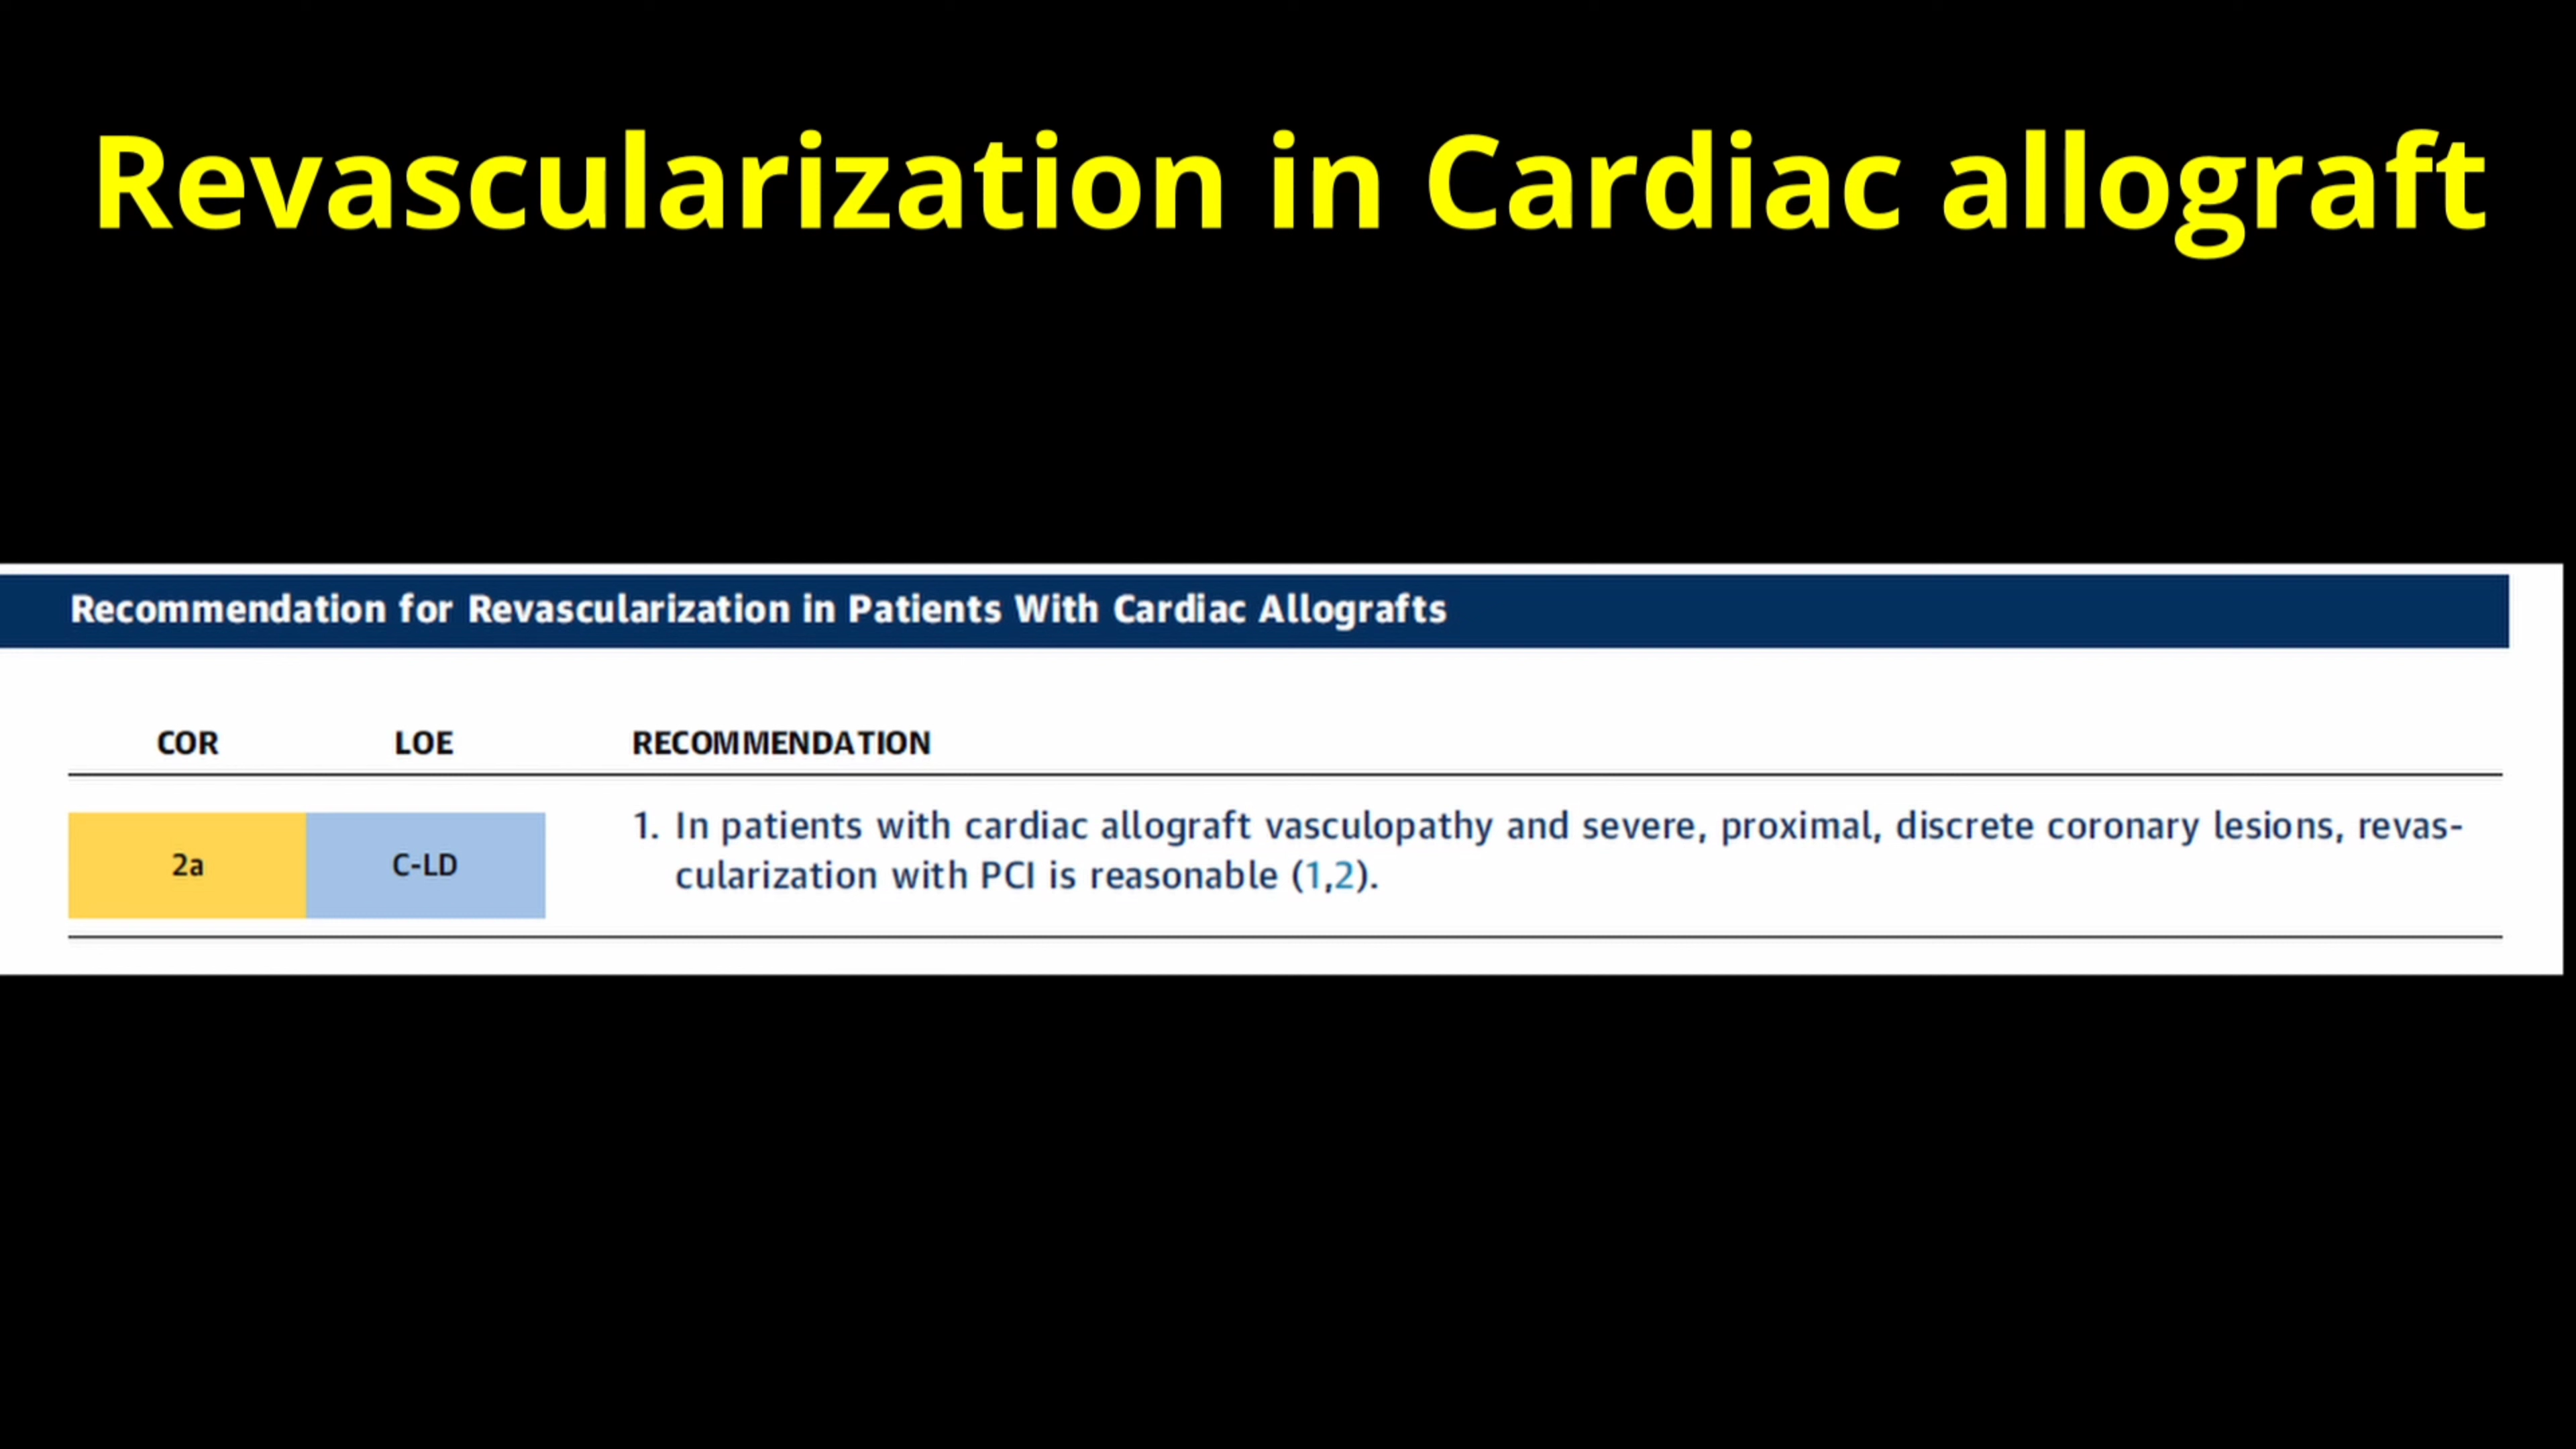 Revascularization in Cardiac allograft
Recommendation for Revascularization in Patients With Cardiac Allografts
COR LOE RECOMMENDATION
2a C-LD 1. In patients with cardiac allograft vasculopathy and severe, proximal, discrete coronary lesions, revas-
cularization with PCI is reasonable (1,2).